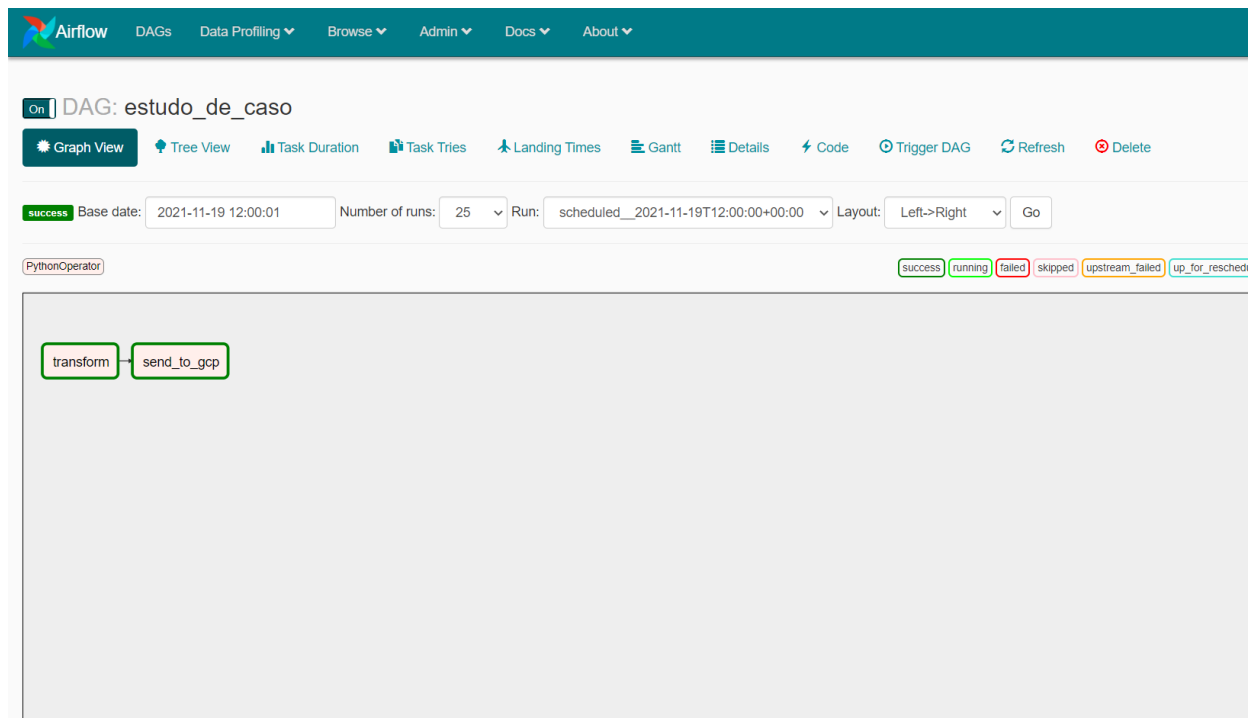 Airflow DAGs Data Profiling Browse Admin Docs About
On DAG: estudo_de_caso
Graph View Tree View Task Duration Task Tries Landing Times Gantt Details Code Trigger DAG Refresh Delete
success Base date: 2021-11-19 12:00:01 Number of runs: 25 Run: scheduled__2021-11-19T12:00:00+00:00 Layout: Left->Right Go
PythonOperator success running failed skipped upstream_failed up_for_reschedu
transform send_to_gcp